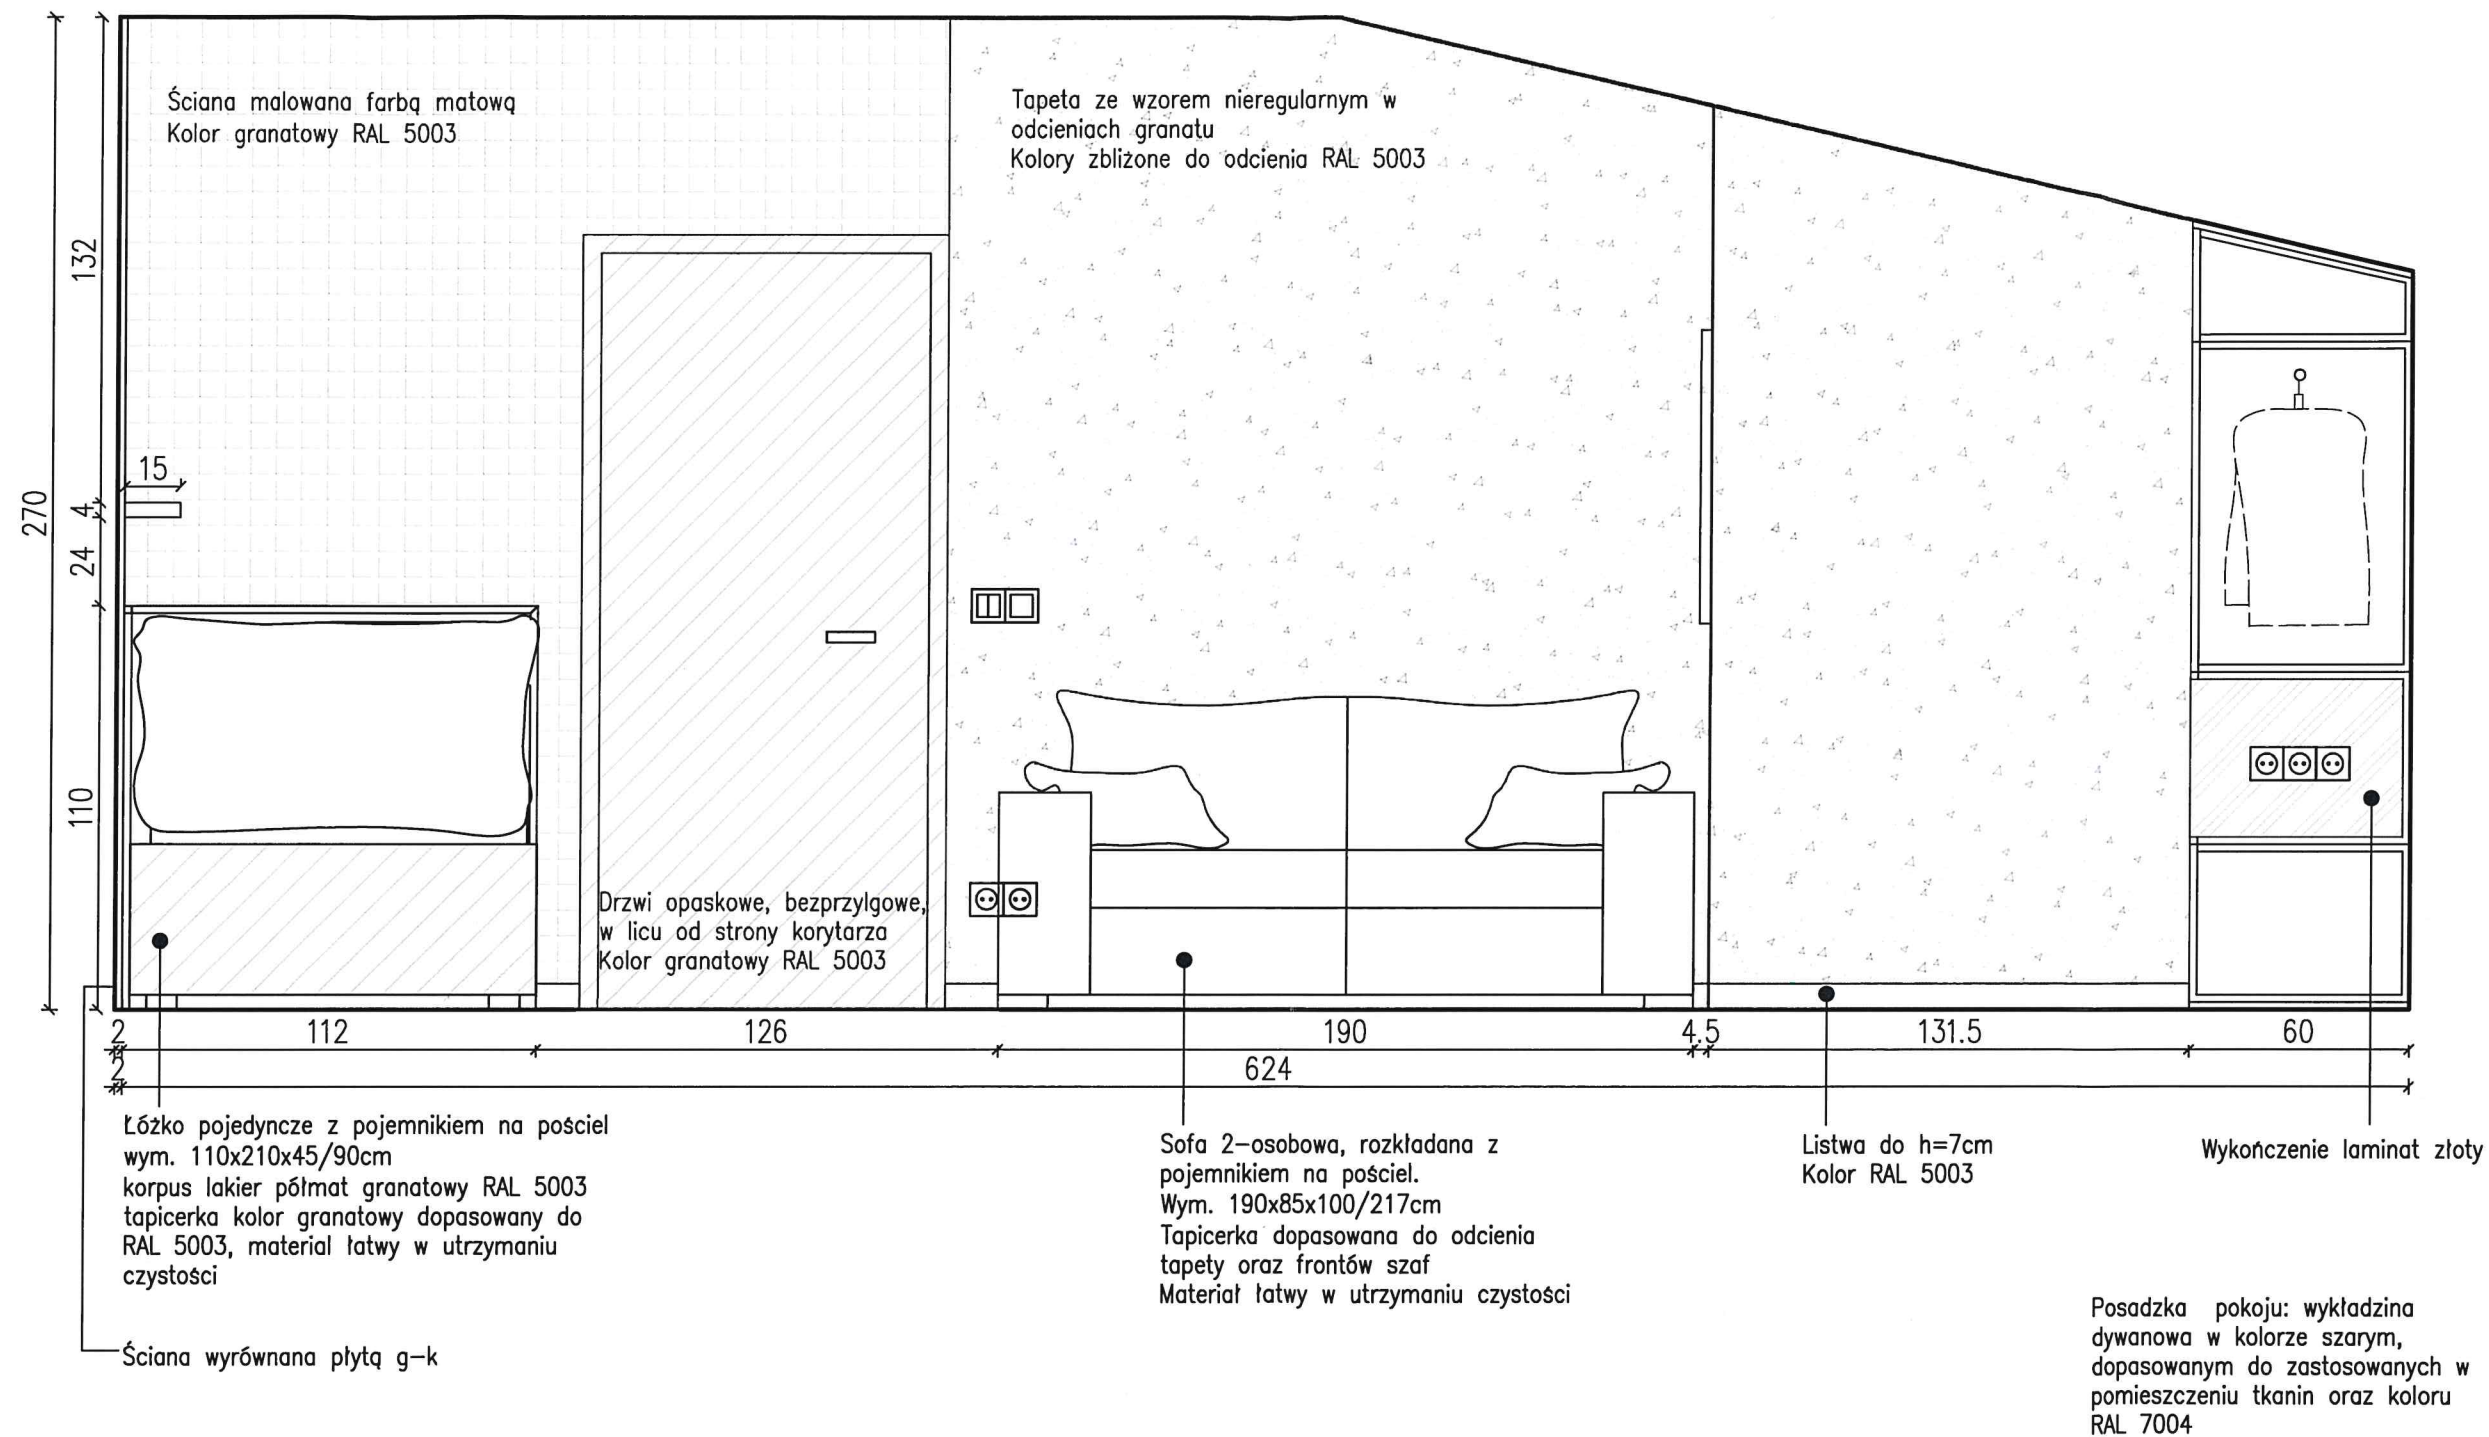 Ściana malowana farbą matową
Kolor granatowy RAL 5003
Tapeta ze wzorem nieregularnym w
odcieniach granatu
Kolory zbliżone do odcienia RAL 5003
132
15
270
4
24
110
Drzwi opaskowe, bezprzylgowe,
w licu od strony korytarza
Kolor granatowy RAL 5003
2
112
126
190
4.5
131.5
60
2
624
Łóżko pojedyncze z pojemnikiem na pościel
wym. 110x210x45/90cm
korpus lakier półmat granatowy RAL 5003
tapicerka kolor granatowy dopasowany do
RAL 5003, material łatwy w utrzymaniu
czystości
Ściana wyrównana płytą g-k
Sofa 2-osobowa, rozkładana z
pojemnikiem na pościel.
Wym. 190x85x100/217cm
Tapicerka dopasowana do odcienia
tapety oraz frontów szaf
Materiał łatwy w utrzymaniu czystości
Listwa do h=7cm
Kolor RAL 5003
Wykończenie laminat złoty
Posadzka pokoju: wykładzina
dywanowa w kolorze szarym,
dopasowanym do zastosowanych w
pomieszczeniu tkanin oraz koloru
RAL 7004